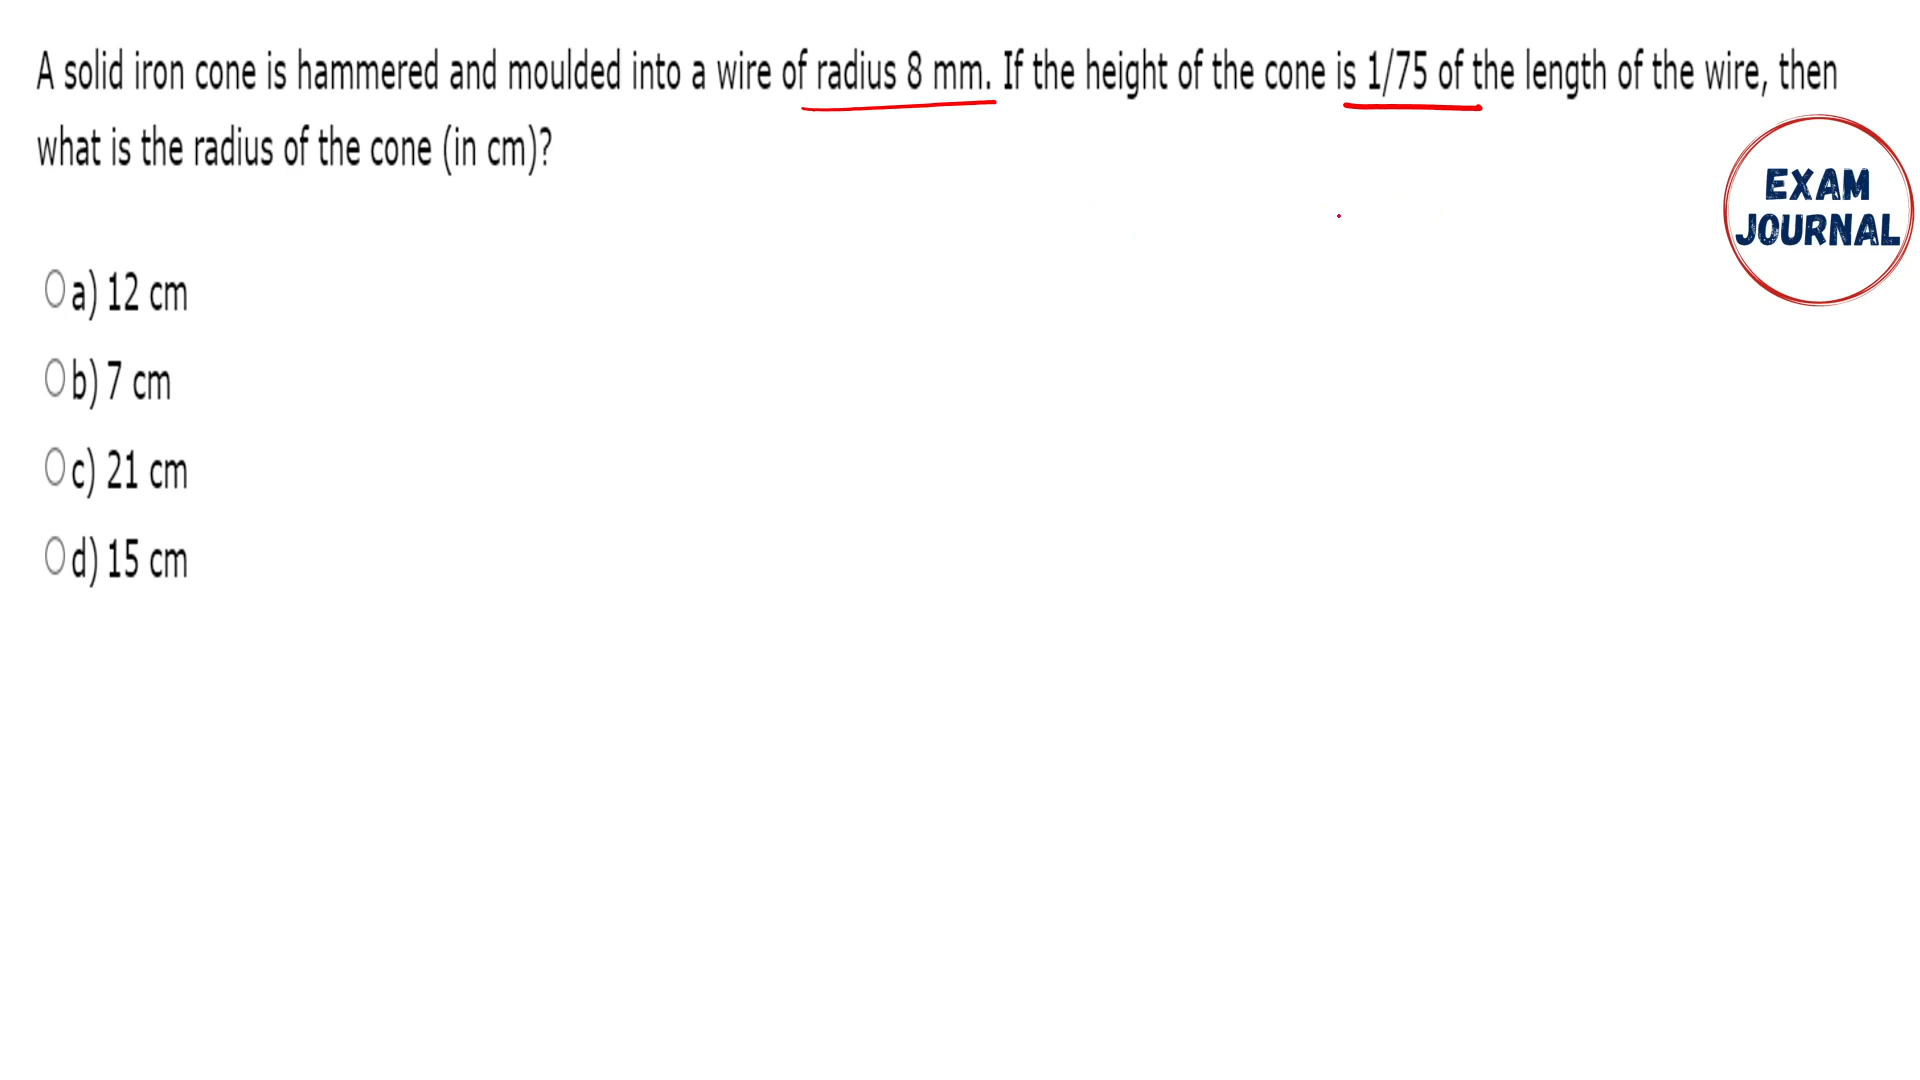 A solid iron cone is hammered and moulded into a wire of radius 8 mm. If the height of the cone is 1/75 of the length of the wire, then
what is the radius of the cone (in cm)?
EXAM
JOURNAL
a) 12 cm
b) 7 cm
c) 21 cm
d) 15 cm